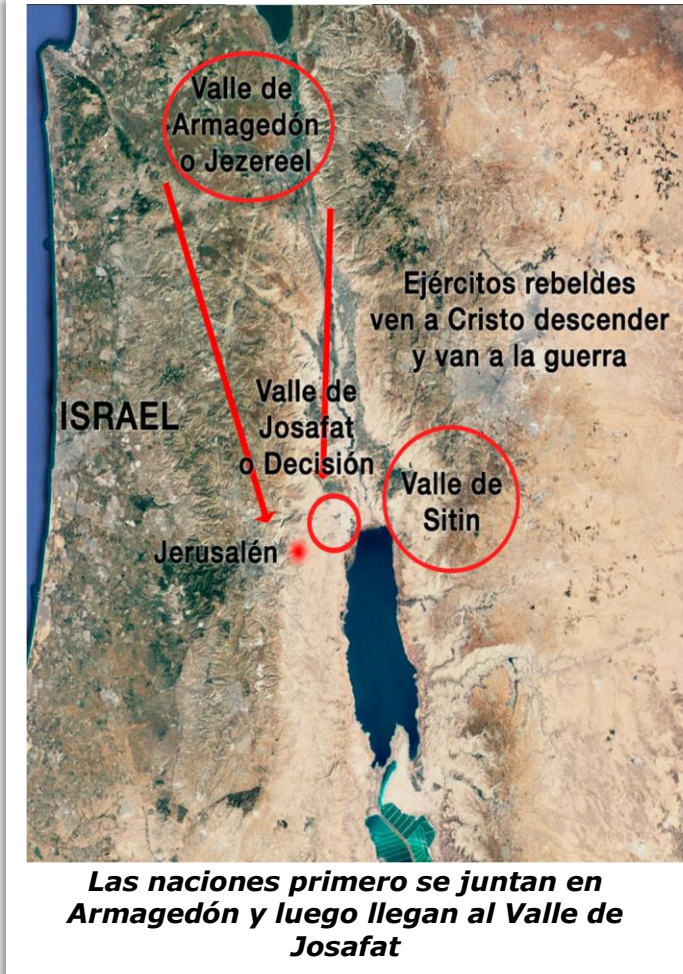 Valle de
Armagedón
o Jezereel
Ejércitos rebeldes
ven a Cristo descender
y van a la guerra
Valle de
Josafat
o Decisión
ISRAEL
Valle de
Sitin
Jerusalén
Las naciones primero se juntan en
Armagedón y luego llegan al Valle de
Josafat